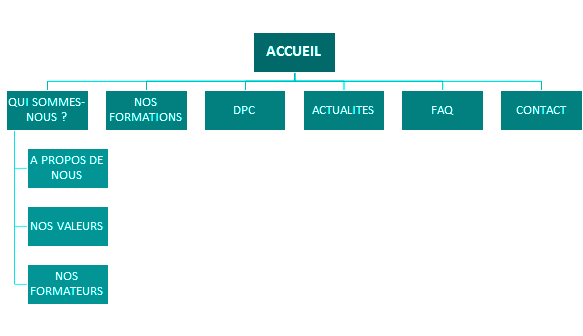 ACCUEIL
QUI SOMMES-
NOUS ?
NOS
FORMATIONS
DPC
ACTUALITES
FAQ
CONTACT
A PROPOS DE
NOUS
NOS VALEURS
NOS
FORMATEURS